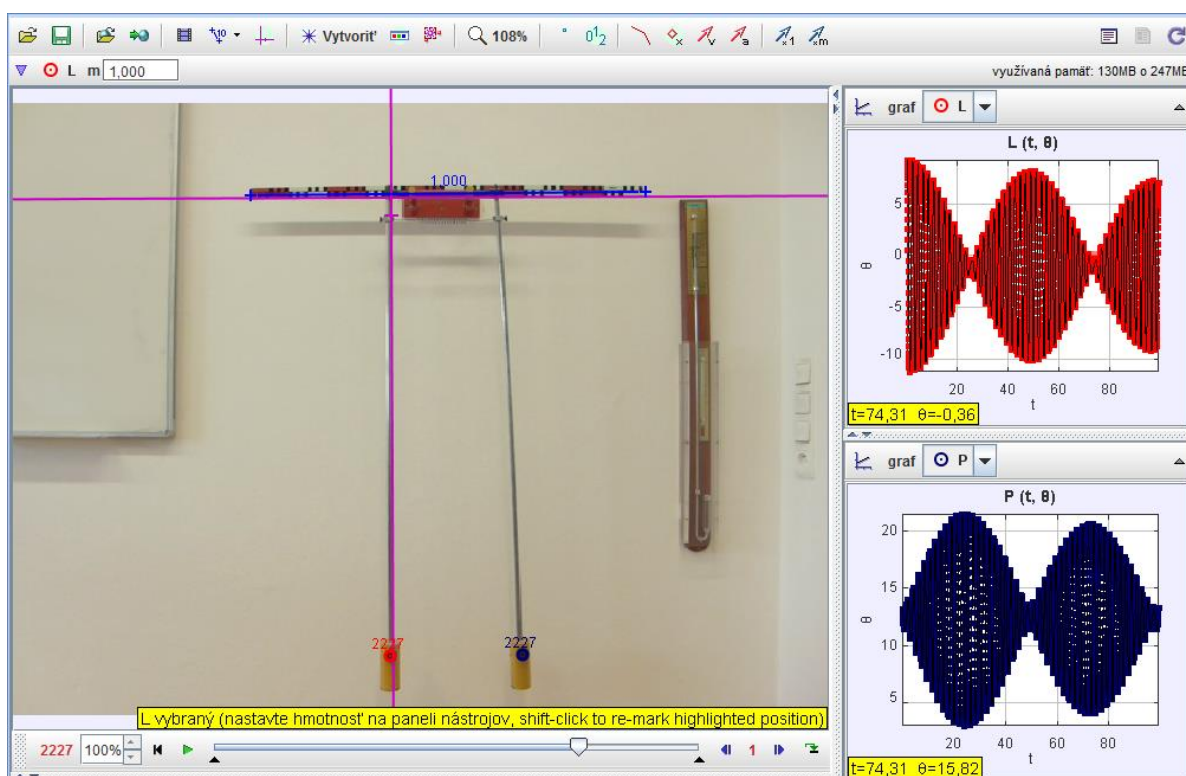 Vytvoriť 108%
L m 1,000
využívaná pamäť: 130MB o 247MB
1,000
2227 2227
L vybraný (nastavte hmotnosť na paneli nástrojov, shift-click to re-mark highlighted position)
2227 100% 1
graf L
L (t, θ)
5
0
-5
-10
θ
20 40 60 80
t
t=74,31 θ=-0,36
graf P
P (t, θ)
20
15
10
5
θ
20 40 60 80
t
t=74,31 θ=15,82